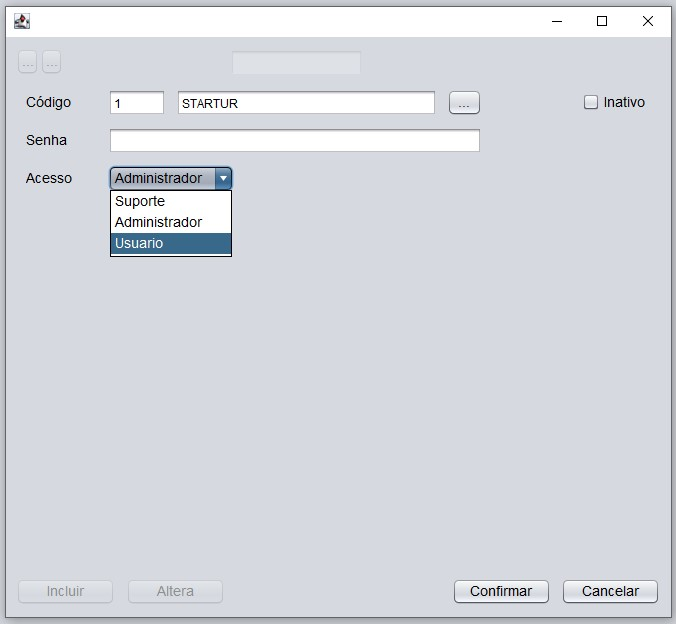 ... ...
Código 1 STARTUR ... Inativo
Senha
Acesso Administrador
Suporte
Administrador
Usuario
Incluir Altera Confirmar Cancelar